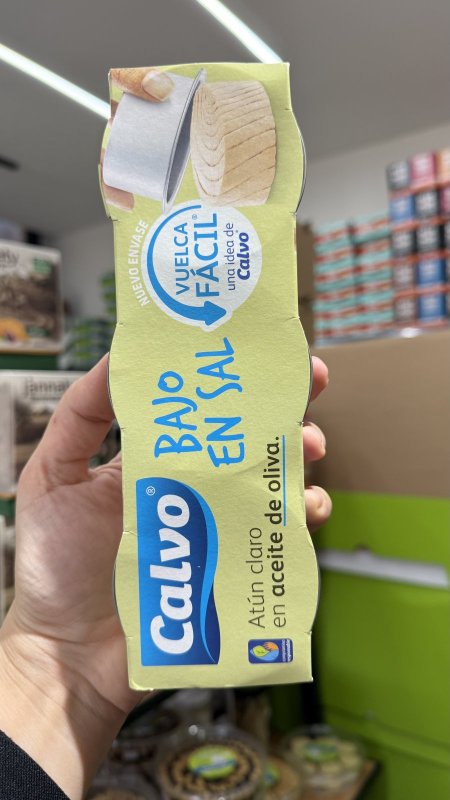 Calvo®
BAJO
EN SAL
Atún claro
en aceite de oliva.
NUEVO ENVASE
VUELCA
FÁCIL®
una idea de
Calvo®